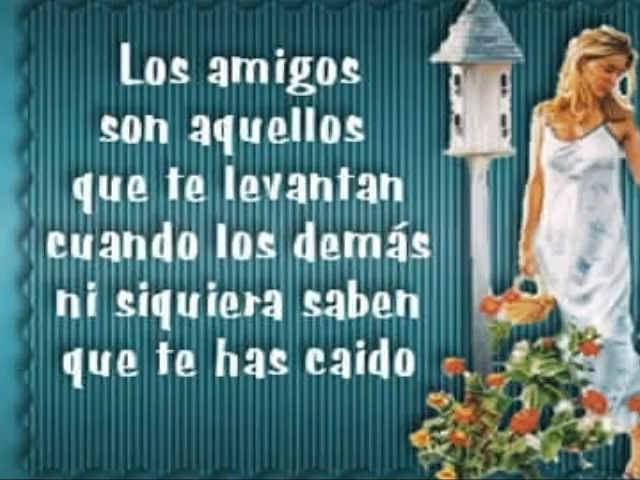 Los amigos
son aquellos
que te levantan
cuando los demás
ni siquiera saben
que te has caido